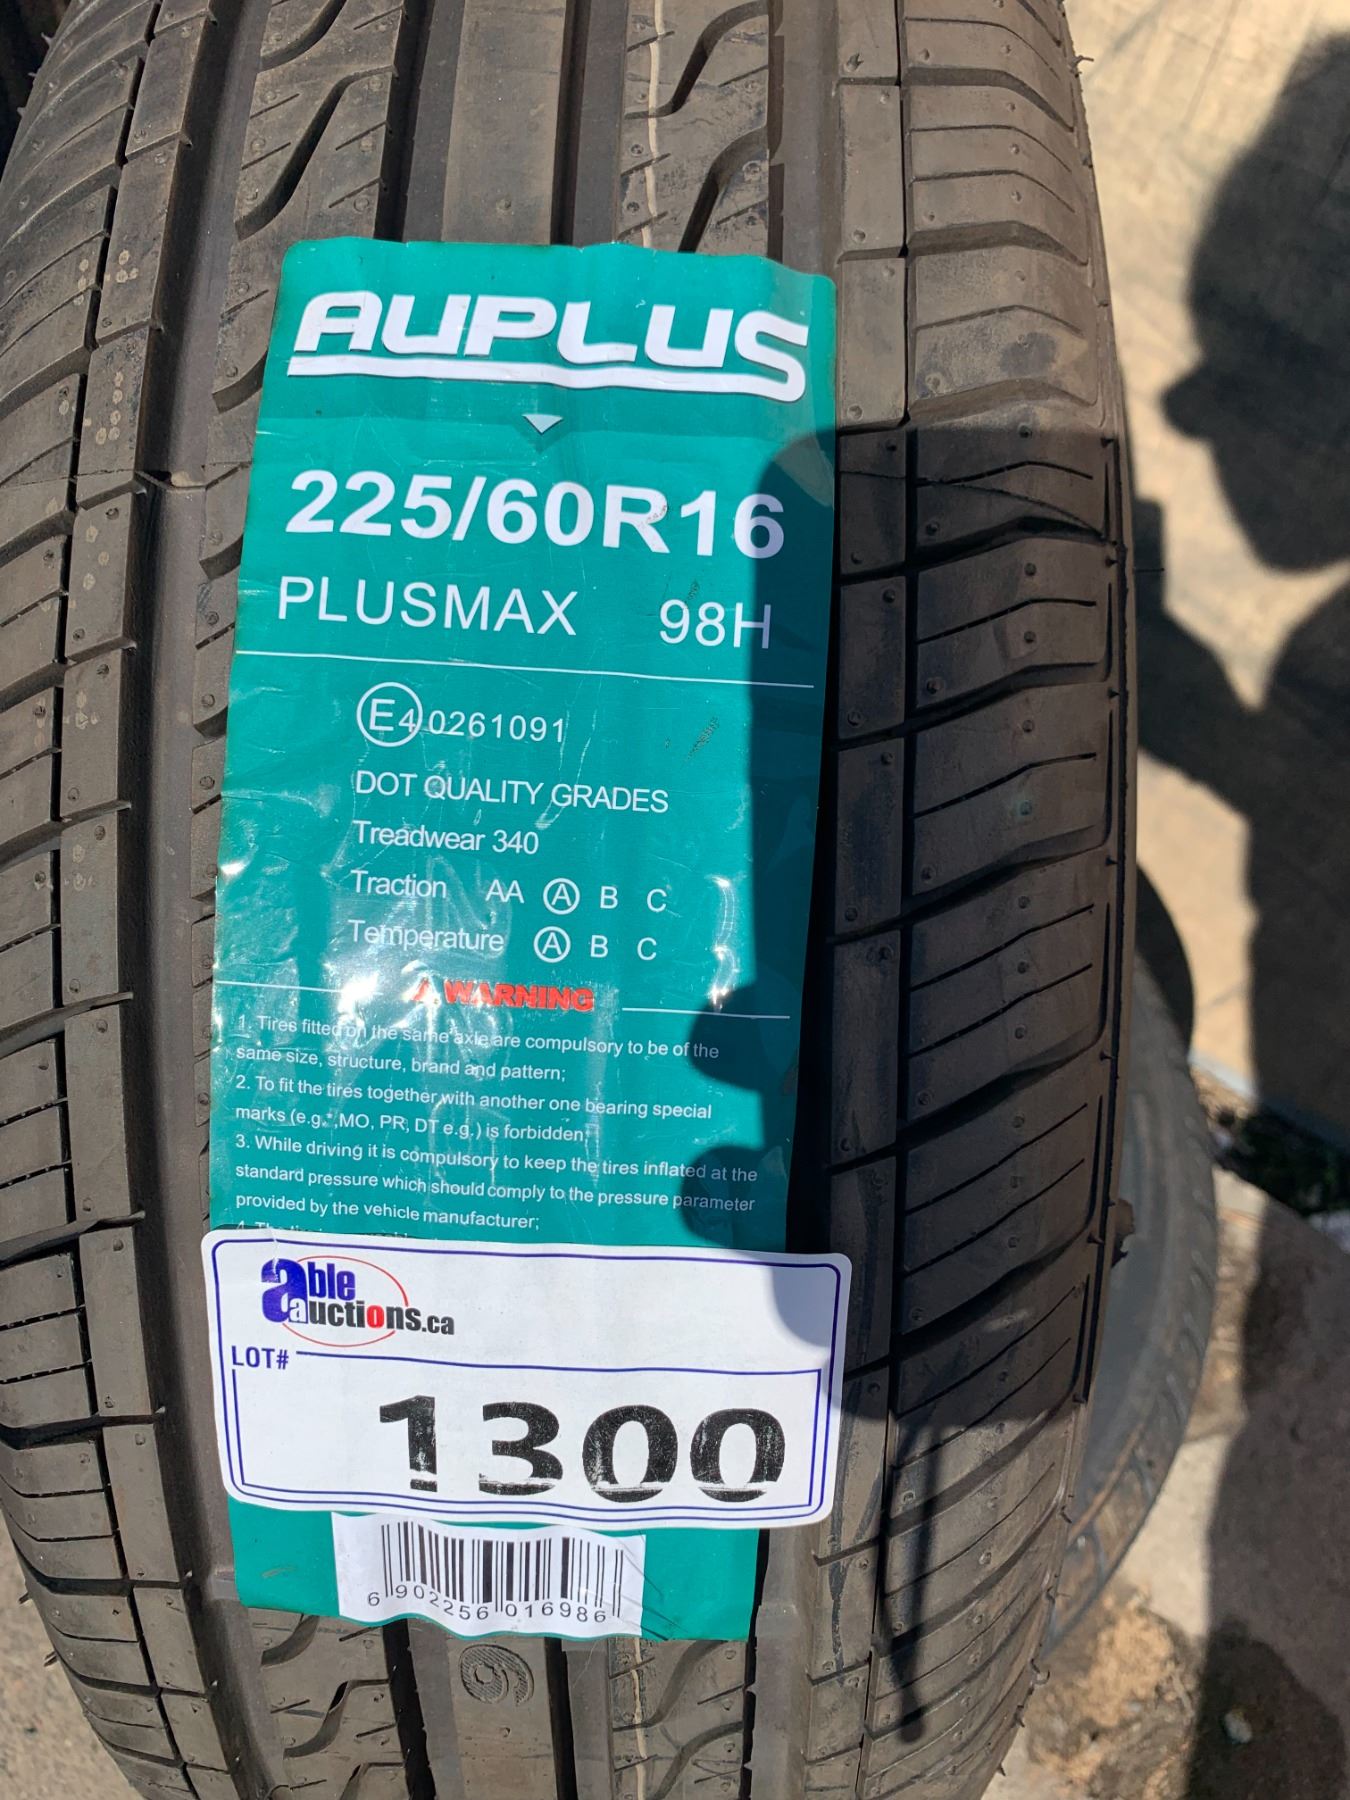 AUPLUS
225/60R16
PLUSMAX 98H
E4 0261091
DOT QUALITY GRADES
Treadwear 340
Traction AA A B C
Temperature A B C
WARNING
1. Tires fitted on the same axle are compulsory to be of the
same size, structure, brand and pattern;
2. To fit the tires together with another one bearing special
marks (e.g.*,MO, PR, DT e.g.) is forbidden;
3. While driving it is compulsory to keep the tires inflated at the
standard pressure which should comply to the pressure parameter
provided by the vehicle manufacturer;
4. The
able
auctions.ca
LOT#
1300
6 902256 016986